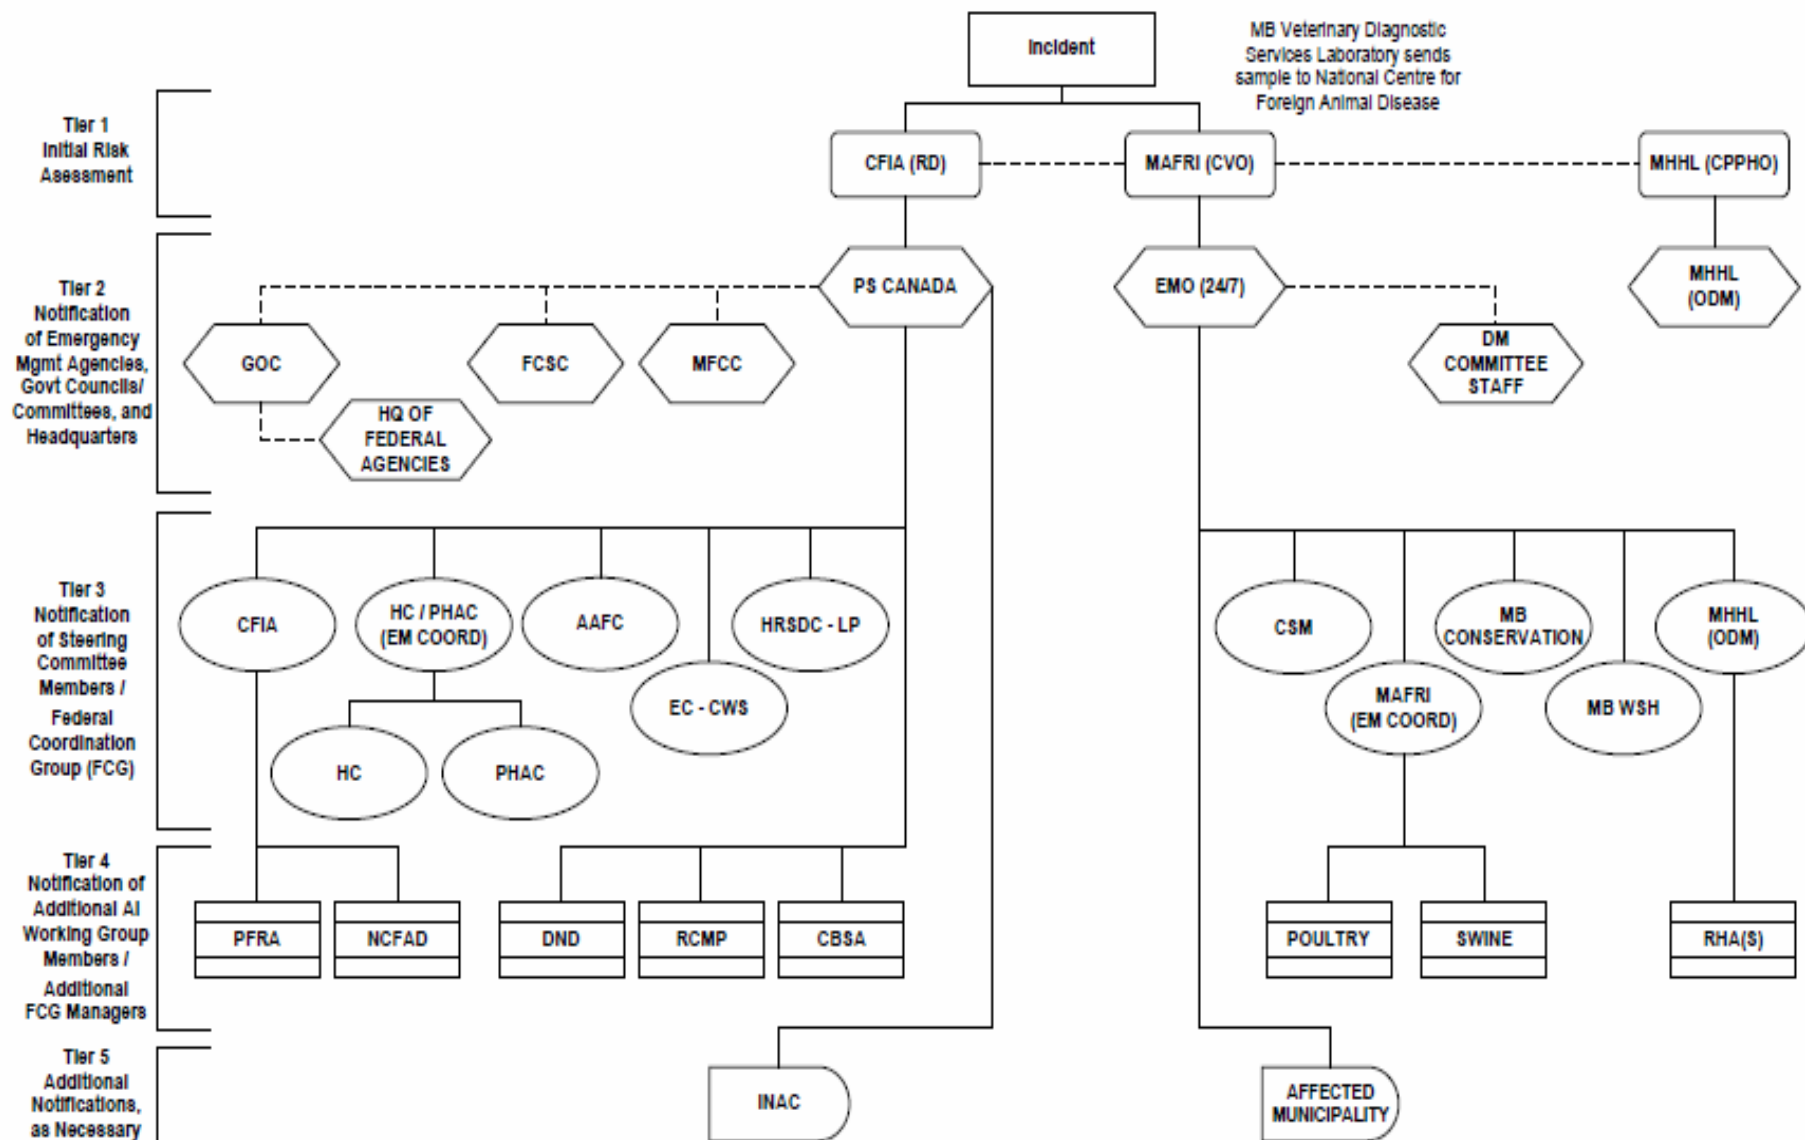 Incident
MB Veterinary Diagnostic
Services Laboratory sends
sample to National Centre for
Foreign Animal Disease
Tier 1
Initial Risk
Asessment
CFIA (RD)
MAFRI (CVO)
MHHL (CPPHO)
Tier 2
Notification
of Emergency
Mgmt Agencies,
Govt Councils/
Committees, and
Headquarters
PS CANADA
EMO (24/7)
MHHL
(ODM)
GOC
FCSC
MFCC
DM
COMMITTEE
STAFF
HQ OF
FEDERAL
AGENCIES
Tier 3
Notification
of Steering
Committee
Members /
Federal
Coordination
Group (FCG)
CFIA
HC / PHAC
(EM COORD)
AAFC
HRSDC - LP
CSM
MB
CONSERVATION
MHHL
(ODM)
EC - CWS
MAFRI
(EM COORD)
MB WSH
HC
PHAC
Tier 4
Notification of
Additional AI
Working Group
Members /
Additional
FCG Managers
PFRA
NCFAD
DND
RCMP
CBSA
POULTRY
SWINE
RHA(S)
Tier 5
Additional
Notifications,
as Necessary
INAC
AFFECTED
MUNICIPALITY